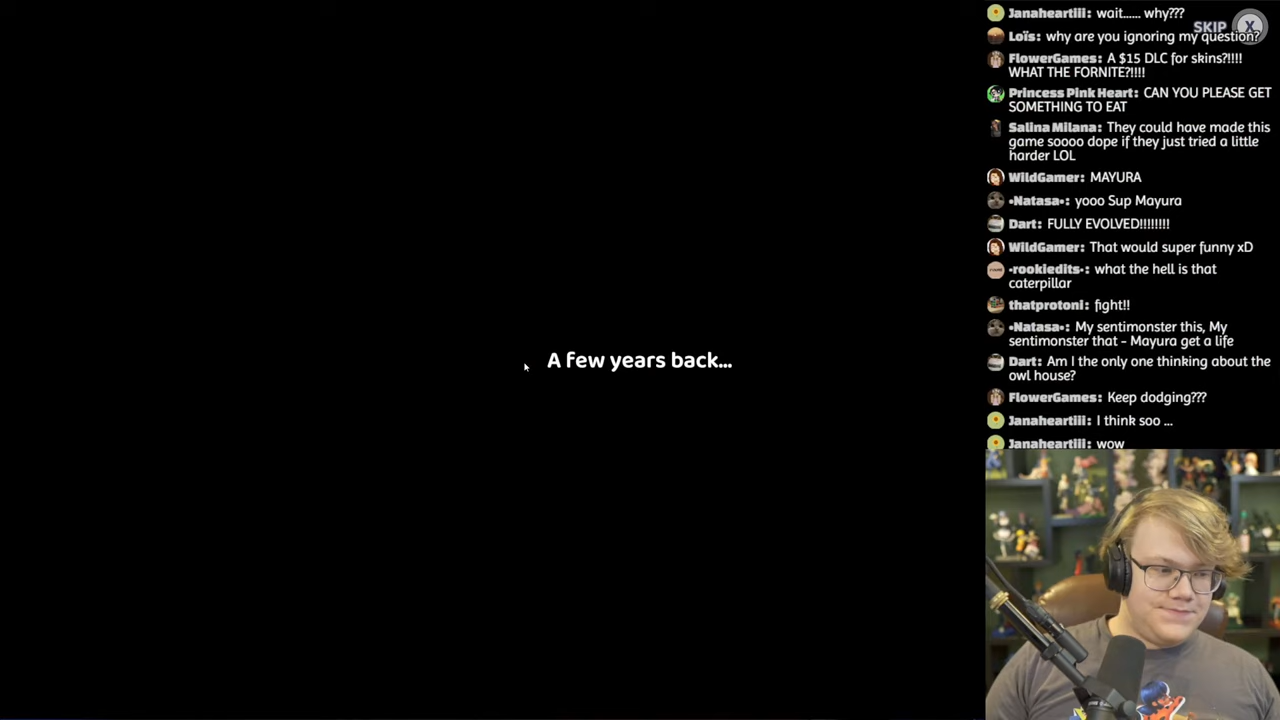 Janaheartiii: wait...... why???
SKIP X
Loïs: why are you ignoring my question?
FlowerGames: A $15 DLC for skins?!!!!
WHAT THE FORNITE?!!!!
Princess Pink Heart: CAN YOU PLEASE GET
SOMETHING TO EAT
Salina Milana: They could have made this
game soooo dope if they just tried a little
harder LOL
WildGamer: MAYURA
•Natasa•: yooo Sup Mayura
Dart: FULLY EVOLVED!!!!!!!!
WildGamer: That would super funny xD
•rookiedits•: what the hell is that
caterpillar
thatprotoni: fight!!
•Natasa•: My sentimonster this, My
sentimonster that - Mayura get a life
A few years back...
Dart: Am I the only one thinking about the
owl house?
FlowerGames: Keep dodging???
Janaheartiii: I think soo ...
Janaheartiii: wow